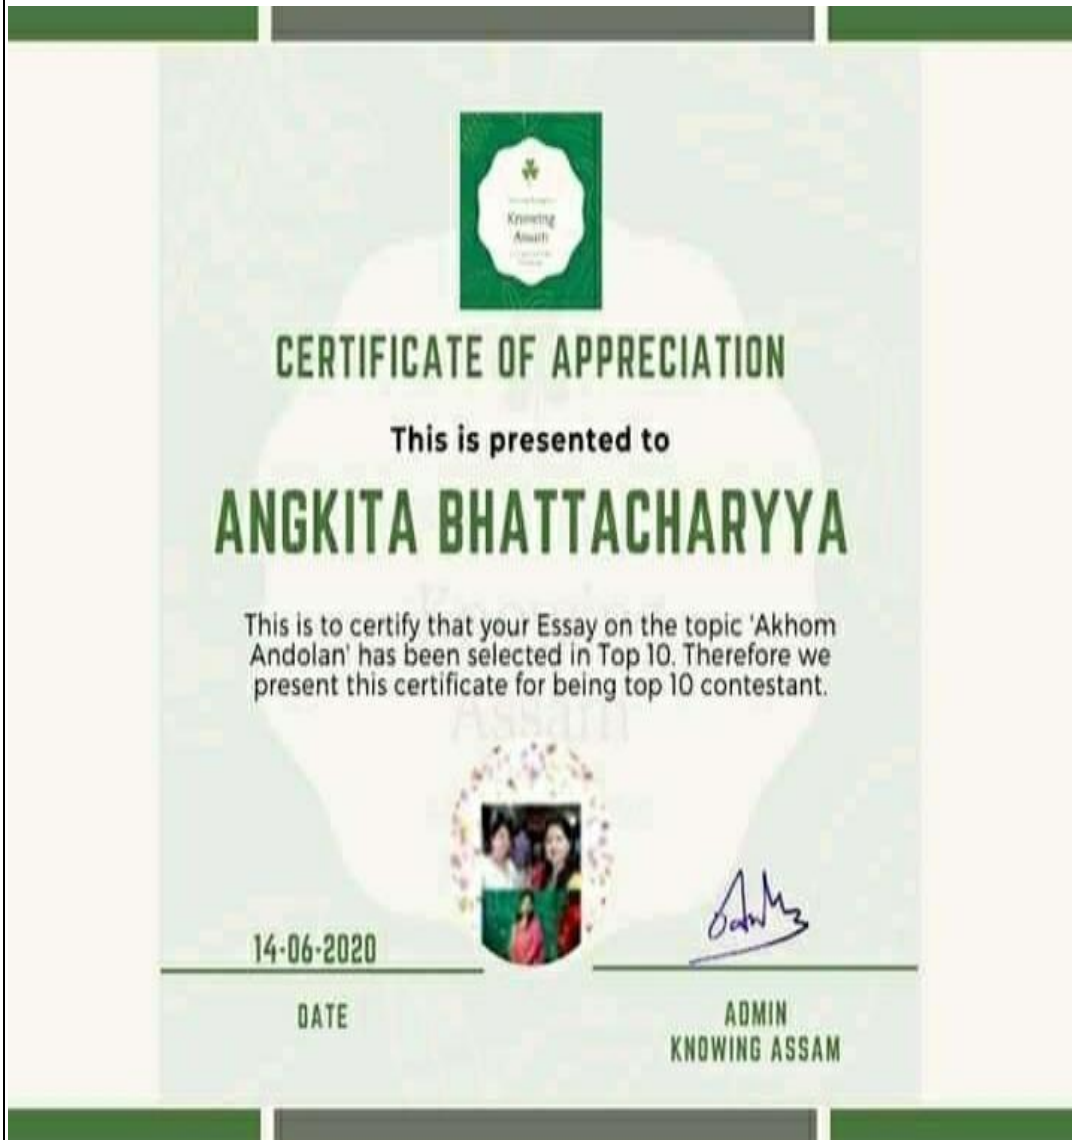 Knowing
Assam
CERTIFICATE OF APPRECIATION
This is presented to
ANGKITA BHATTACHARYYA
This is to certify that your Essay on the topic 'Akhom
Andolan' has been selected in Top 10. Therefore we
present this certificate for being top 10 contestant.
14-06-2020
DATE
ADMIN
KNOWING ASSAM